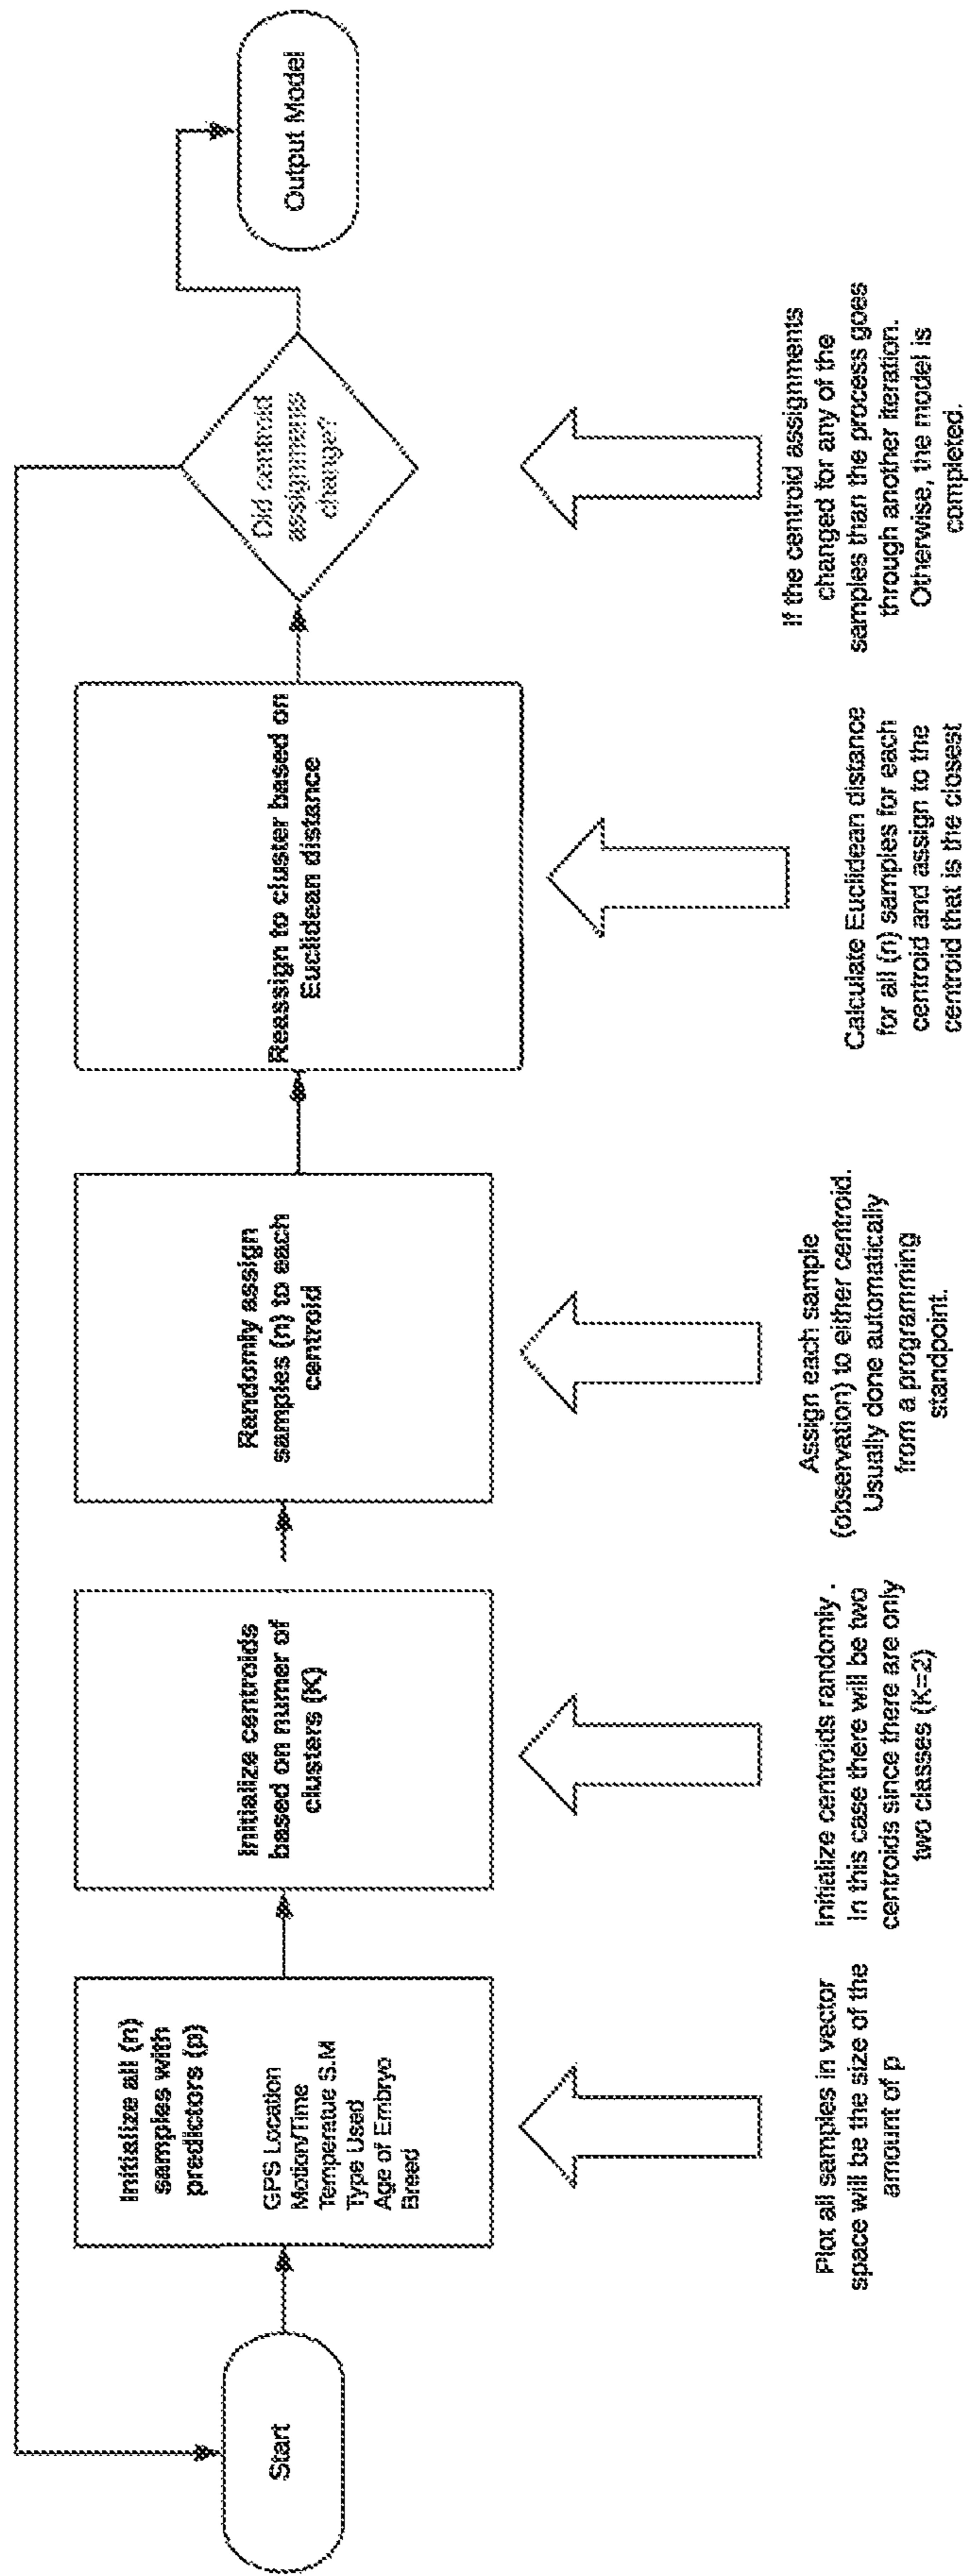 Start
Initialize all (n)
samples with
predictors (p)
GPS Location
Motion/Time
Temperatue S.M
Type Used
Age of Embryo
Breed
Initialize centroids
based on numer of
clusters (K)
Randomly assign
samples (n) to each
centroid
Reassign to cluster based on
Euclidean distance
Did centroid
assignments
change?
Output Model
Plot all samples in vector
space will be the size of the
amount of p
Initialize centroids randomly .
In this case there will be two
centroids since there are only
two classes (K=2)
Assign each sample
(observation) to either centroid.
Usually done automatically
from a programming
standpoint.
Calculate Euclidean distance
for all (n) samples for each
centroid and assign to the
centroid that is the closest
If the centroid assignments
changed for any of the
samples than the process goes
through another iteration.
Otherwise, the model is
completed.